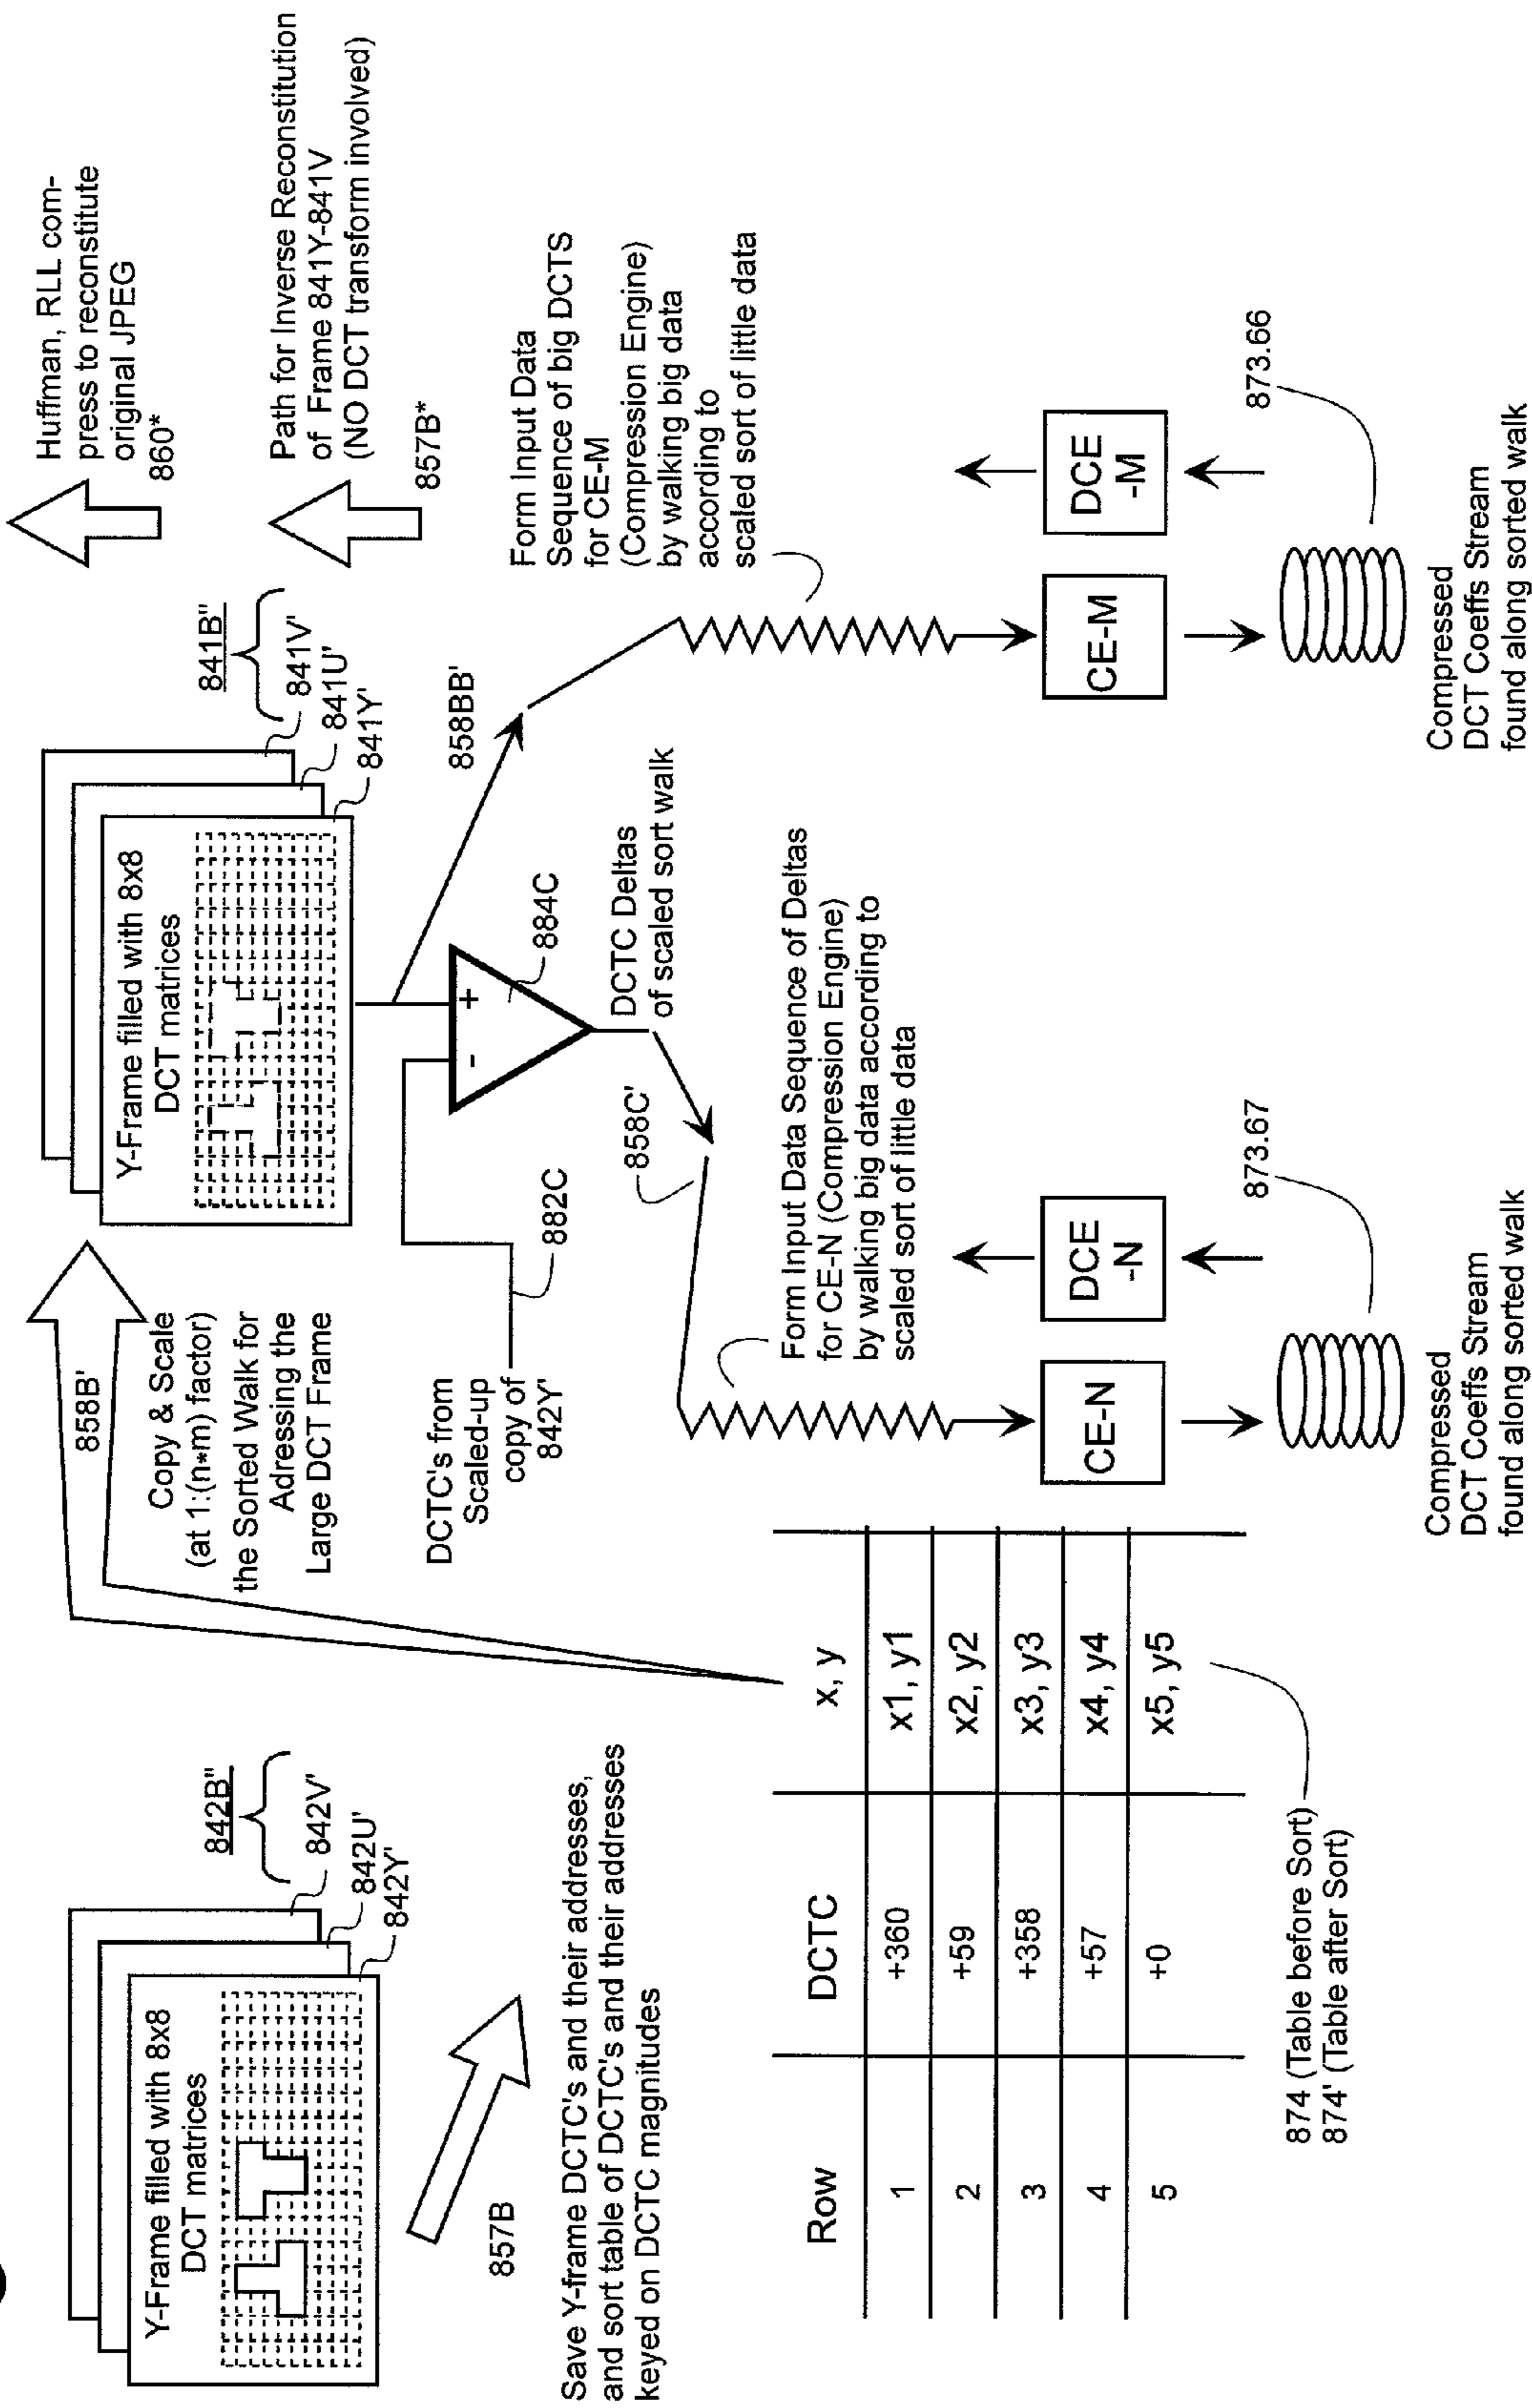 Y-Frame filled with 8x8
DCT matrices
842B"
842V'
842U'
842Y'
857B
Save Y-frame DCTC's and their addresses,
and sort table of DCTC's and their addresses
keyed on DCTC magnitudes
Row DCTC x, y
1 +360 x1, y1
2 +59 x2, y2
3 +358 x3, y3
4 +57 x4, y4
5 +0 x5, y5
874 (Table before Sort)
874' (Table after Sort)
858B'
Copy & Scale
(at 1:(n*m) factor)
the Sorted Walk for
Adressing the
Large DCT Frame
Y-Frame filled with 8x8
DCT matrices
841B"
841V'
841U'
841Y'
Huffman, RLL com-
press to reconstitute
original JPEG
860*
Path for Inverse Reconstitution
of Frame 841Y-841V
(NO DCT transform involved)
857B*
DCTC's from
Scaled-up
copy of
842Y'
882C
- +
884C
858BB'
DCTC Deltas
of scaled sort walk
858C'
Form Input Data Sequence of Deltas
for CE-N (Compression Engine)
by walking big data according to
scaled sort of little data
CE-N
DCE
-N
873.67
Compressed
DCT Coeffs Stream
found along sorted walk
Form Input Data
Sequence of big DCTS
for CE-M
(Compression Engine)
by walking big data
according to
scaled sort of little data
CE-M
DCE
-M
873.66
Compressed
DCT Coeffs Stream
found along sorted walk